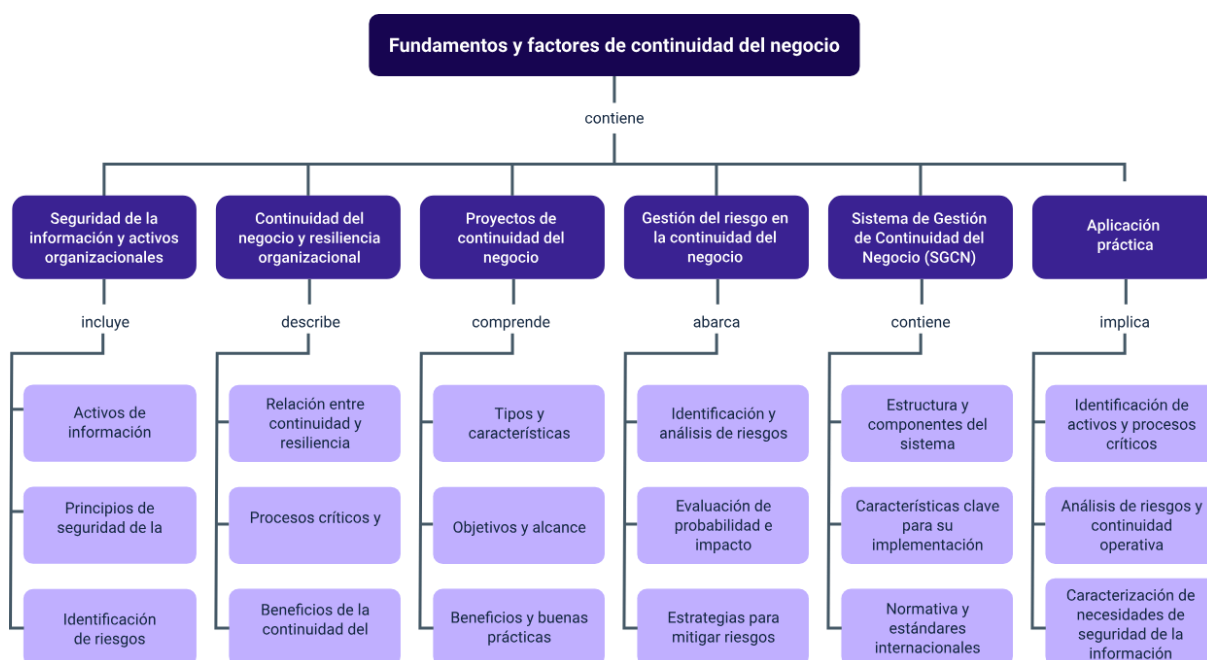 Fundamentos y factores de continuidad del negocio
contiene
Seguridad de la
información y activos
organizacionales
Continuidad del
negocio y resiliencia
organizacional
Proyectos de
continuidad del
negocio
Gestión del riesgo en
la continuidad del
negocio
Sistema de Gestión
de Continuidad del
Negocio (SGCN)
Aplicación
práctica
incluye
describe
comprende
abarca
contiene
implica
Activos de
información
Relación entre
continuidad y
resiliencia
Tipos y
características
Identificación y
análisis de riesgos
Estructura y
componentes del
sistema
Identificación de
activos y procesos
críticos
Principios de
seguridad de la
Procesos críticos y
Objetivos y alcance
Evaluación de
probabilidad e
impacto
Características clave
para su
implementación
Análisis de riesgos y
continuidad
operativa
Identificación
de riesgos
Beneficios de la
continuidad del
Beneficios y buenas
prácticas
Estrategias para
mitigar riesgos
Normativa y
estándares
internacionales
Caracterización de
necesidades de
seguridad de la
información